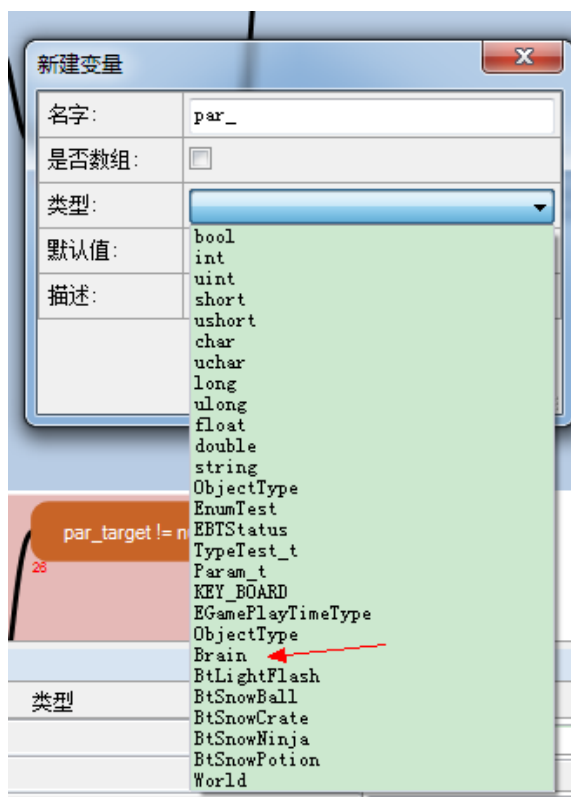 新建变量
名字:
par_
是否数组:
类型:
默认值:
描述:
bool
int
uint
short
ushort
char
uchar
long
ulong
float
double
string
ObjectType
EnumTest
EBTStatus
TypeTest_t
Param_t
KEY_BOARD
EGamePlayTimeType
ObjectType
Brain
BtLightFlash
BtSnowBall
BtSnowCrate
BtSnowNinja
BtSnowPotion
World
par_target != n
26
类型